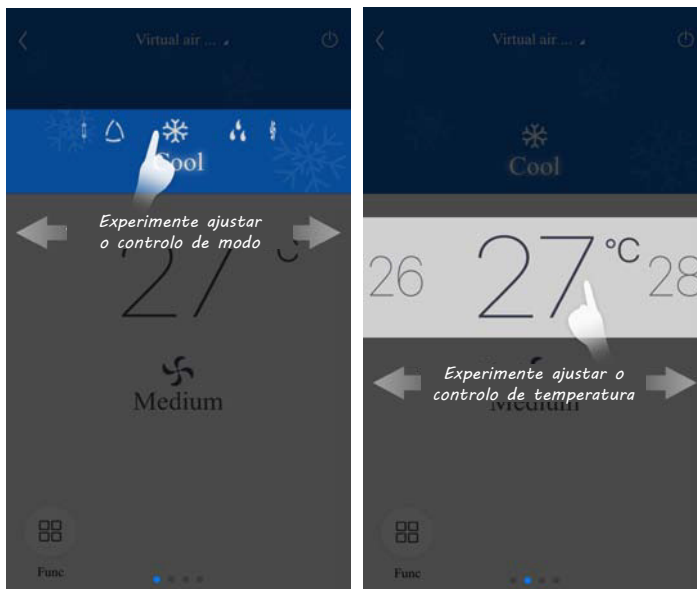 Virtual air ...
Cool
Experimente ajustar
o controlo de modo
27
Medium
Func
Virtual air ...
Cool
26 27 °C 28
Experimente ajustar o
controlo de temperatura
Medium
Func